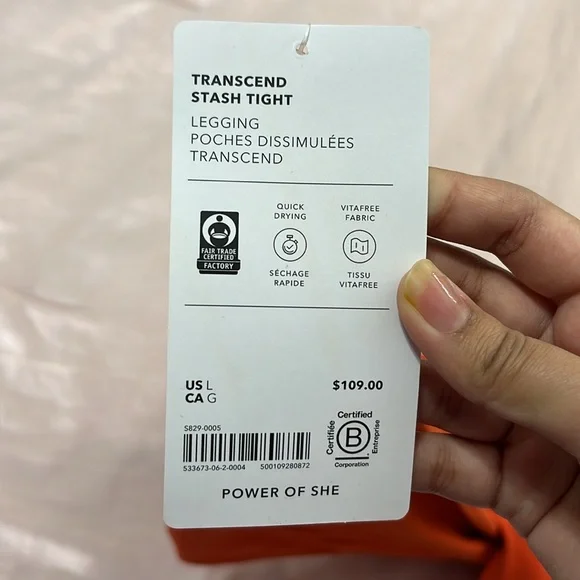 TRANSCEND
STASH TIGHT
LEGGING
POCHES DISSIMULÉES
TRANSCEND
FAIR TRADE
CERTIFIED
FACTORY
QUICK
DRYING
SÉCHAGE
RAPIDE
VITAFREE
FABRIC
TISSU
VITAFREE
US L
CA G
$109.00
S829-0005
533673-06-2-0004 500109280872
Certified
Certifiée
B
Entreprise
Corporation
POWER OF SHE